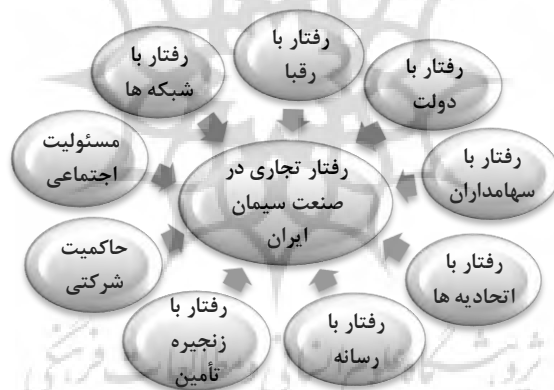 رفتار با
رقبا
رفتار با
دولت
رفتار با
شبکه ها
رفتار با
سهامداران
مسئولیت
اجتماعی
رفتار تجاری در
صنعت سیمان
ایران
رفتار با
اتحادیه ها
حاکمیت
شرکتی
رفتار با
رسانه
رفتار با
زنجیره
تأمین